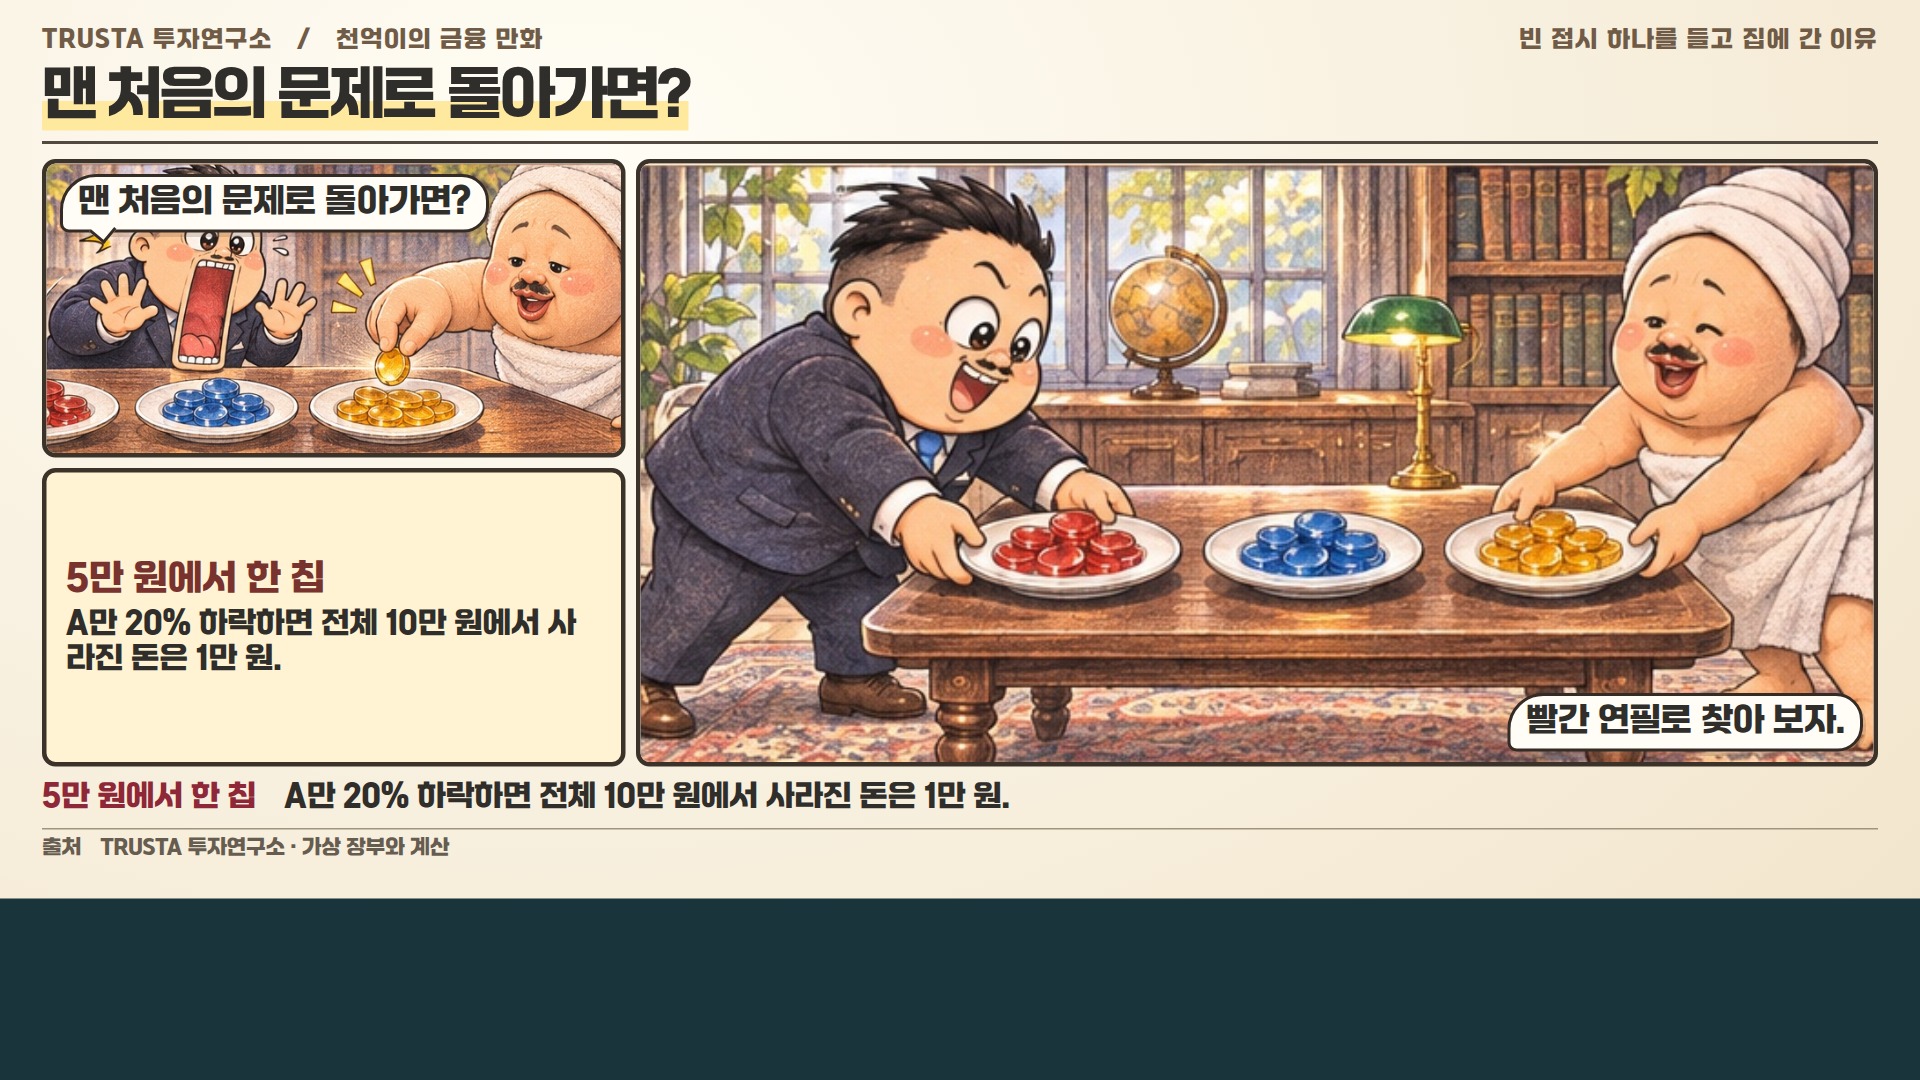 TRUSTA 투자연구소 / 천억이의 금융 만화
빈 접시 하나를 들고 집에 간 이유
맨 처음의 문제로 돌아가면?
맨 처음의 문제로 돌아가면?
5만 원에서 한 칩
A만 20% 하락하면 전체 10만 원에서 사
라진 돈은 1만 원.
빨간 연필로 찾아 보자.
5만 원에서 한 칩 A만 20% 하락하면 전체 10만 원에서 사라진 돈은 1만 원.
출처 TRUSTA 투자연구소 · 가상 장부와 계산